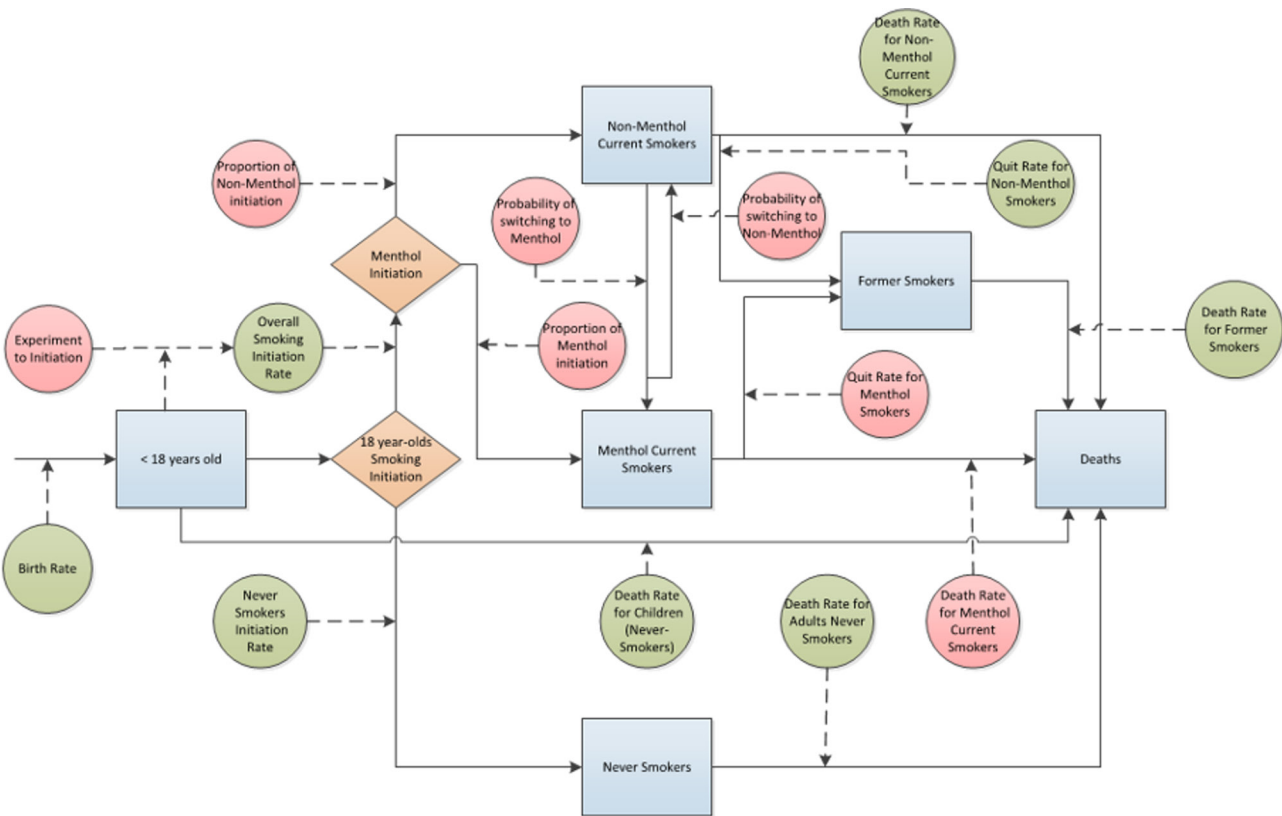 Death Rate
for Non-
Menthol
Current
Smokers
Non-Menthol
Current Smokers
Proportion of
Non-Menthol
initiation
Quit Rate for
Non-Menthol
Smokers
Probability of
switching to
Menthol
Probability of
switching to
Non-Menthol
Menthol
Initiation
Former Smokers
Experiment
to Initiation
Overall
Smoking
Initiation
Rate
Proportion of
Menthol
initiation
Death Rate
for Former
Smokers
Quit Rate for
Menthol
Smokers
< 18 years old
18 year-olds
Smoking
Initiation
Menthol Current
Smokers
Deaths
Birth Rate
Never
Smokers
Initiation
Rate
Death Rate
for Children
(Never-
Smokers)
Death Rate for
Adults Never
Smokers
Death Rate
for Menthol
Current
Smokers
Never Smokers